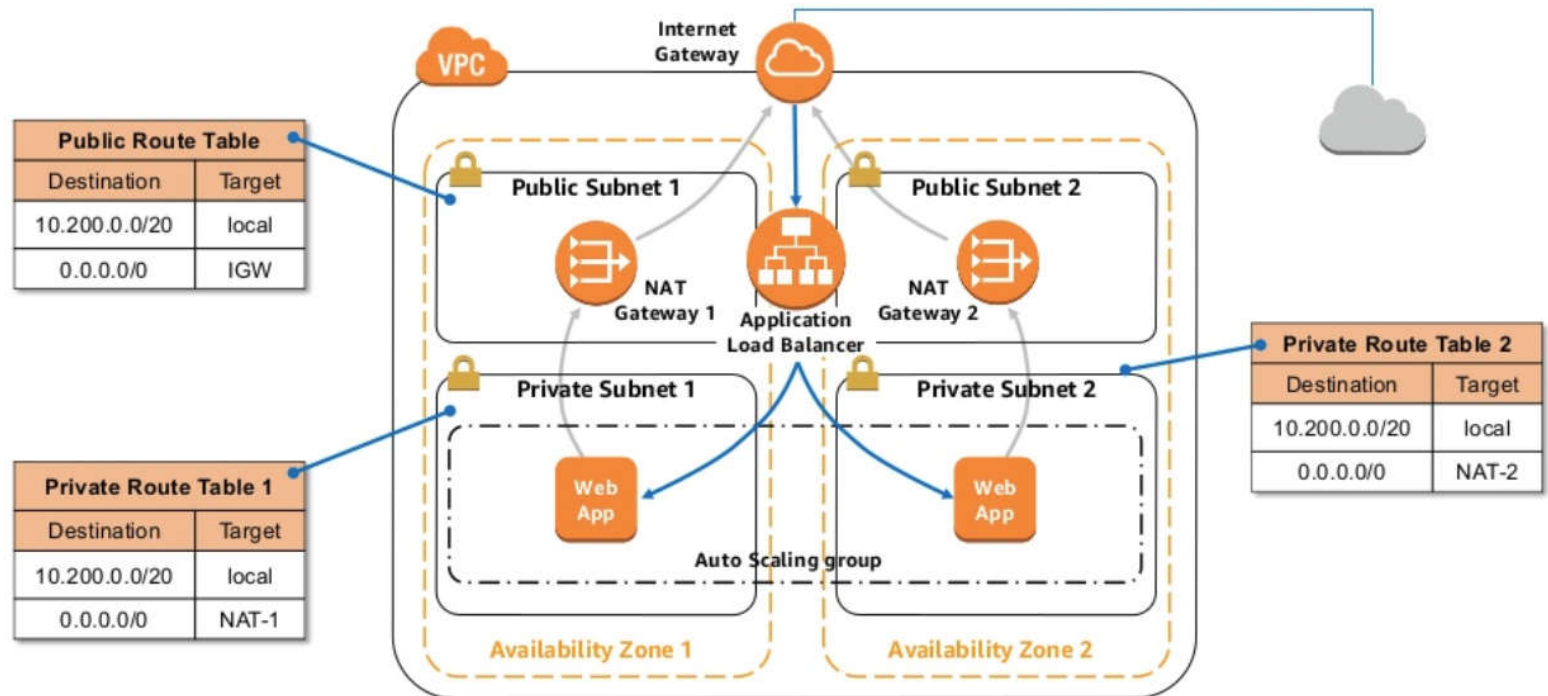 Internet
Gateway
VPC
Public Route Table
Destination Target
10.200.0.0/20 local
0.0.0.0/0 IGW
Public Subnet 1
Public Subnet 2
NAT
Gateway 1
NAT
Gateway 2
Application
Load Balancer
Private Route Table 2
Destination Target
10.200.0.0/20 local
0.0.0.0/0 NAT-2
Private Subnet 1
Private Subnet 2
Private Route Table 1
Destination Target
10.200.0.0/20 local
0.0.0.0/0 NAT-1
Web
App
Web
App
Auto Scaling group
Availability Zone 1
Availability Zone 2